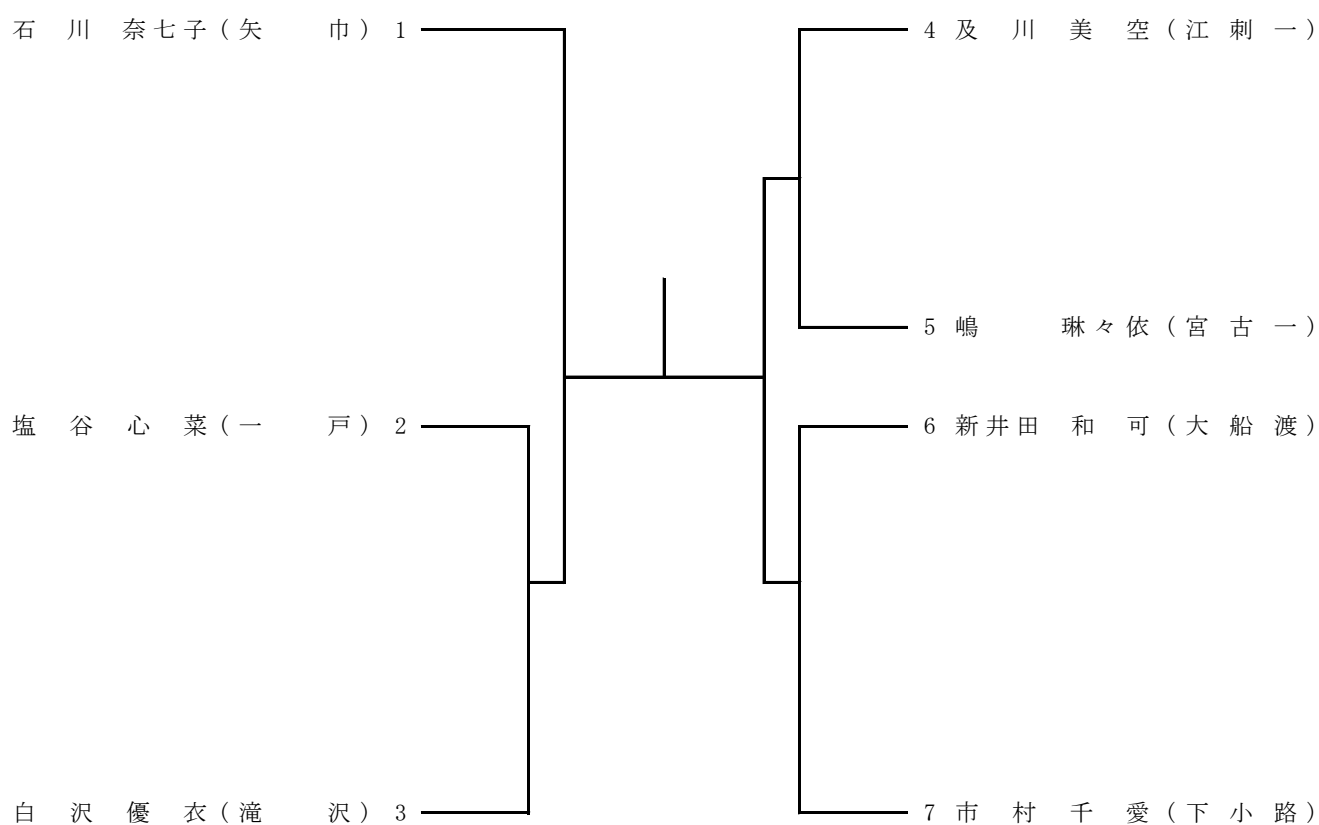 石川 奈七子(矢 巾) 1
塩谷 心菜(一 戸) 2
白沢 優衣(滝 沢) 3
4 及川 美空(江刺一)
5 嶋 琳々依(宮古一)
6 新井田 和可(大船渡)
7 市村 千愛(下小路)